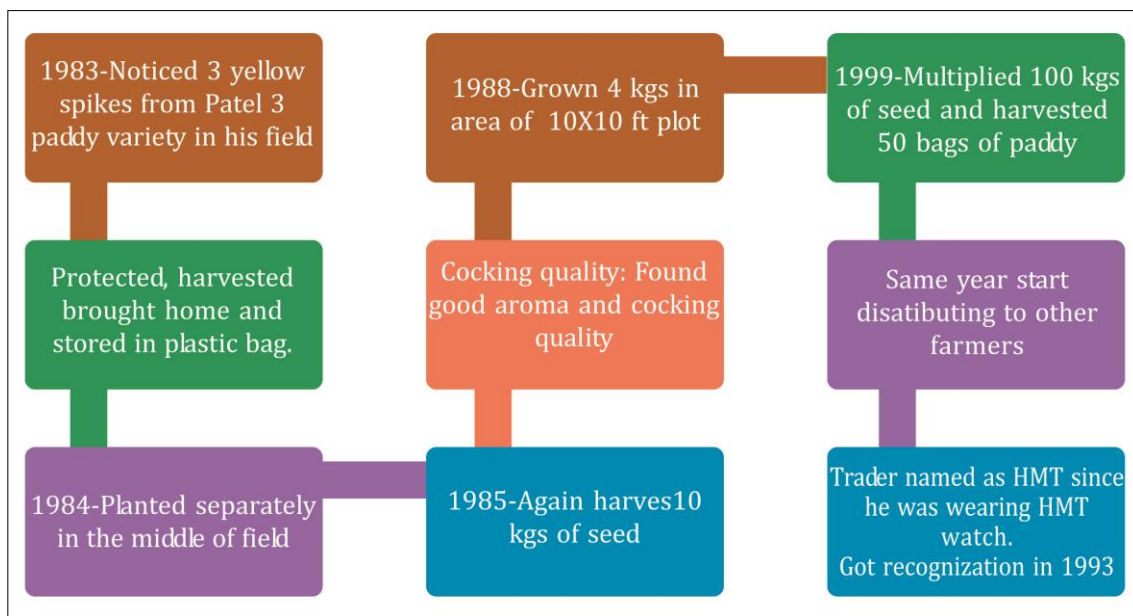 1983-Noticed 3 yellow
spikes from Patel 3
paddy variety in his field
Protected, harvested
brought home and
stored in plastic bag.
1984-Planted separately
in the middle of field
1985-Again harves10
kgs of seed
Cocking quality: Found
good aroma and cocking
quality
1988-Grown 4 kgs in
area of 10X10 ft plot
1999-Multiplied 100 kgs
of seed and harvested
50 bags of paddy
Same year start
disatibuting to other
farmers
Trader named as HMT since
he was wearing HMT
watch.
Got recognization in 1993